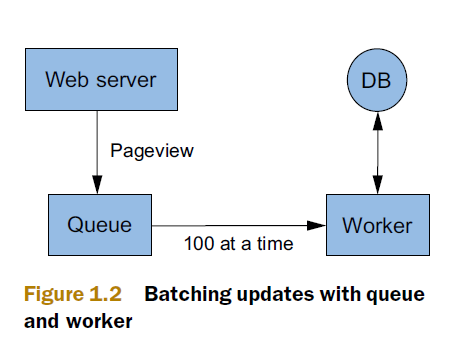 Web server
DB
Pageview
Queue
100 at a time
Worker
Figure 1.2 Batching updates with queue
and worker